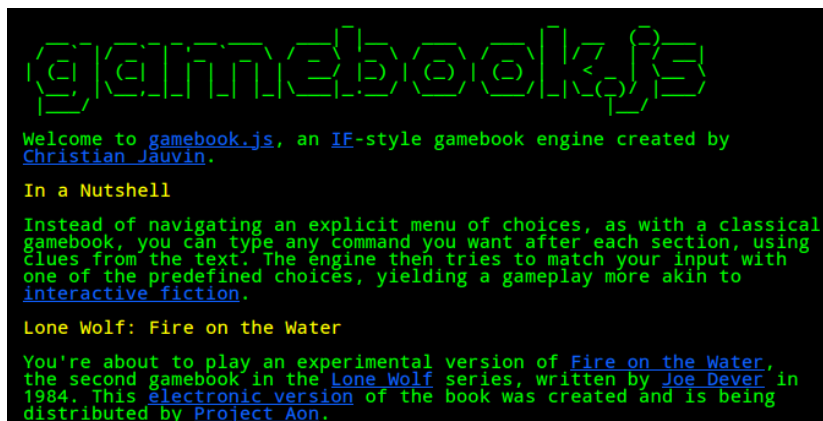 gamebook.js
Welcome to gamebook.js, an IF-style gamebook engine created by
Christian Jauvin.
In a Nutshell
Instead of navigating an explicit menu of choices, as with a classical
gamebook, you can type any command you want after each section, using
clues from the text. The engine then tries to match your input with
one of the predefined choices, yielding a gameplay more akin to
interactive fiction.
Lone Wolf: Fire on the Water
You're about to play an experimental version of Fire on the Water,
the second gamebook in the Lone Wolf series, written by Joe Dever in
1984. This electronic version of the book was created and is being
distributed by Project Aon.